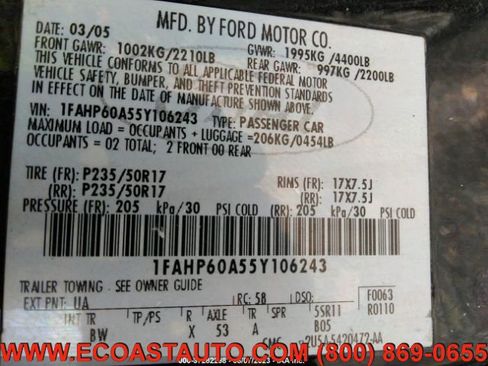 MFD. BY FORD MOTOR CO.
DATE: 03/05
GVWR: 1995KG/4400LB
FRONT GAWR: 1002KG/2210LB
REAR GAWR: 997KG/2200LB
THIS VEHICLE CONFORMS TO ALL APPLICABLE FEDERAL MOTOR
VEHICLE SAFETY, BUMPER, AND THEFT PREVENTION STANDARDS
IN EFFECT ON THE DATE OF MANUFACTURE SHOWN ABOVE.
VIN: 1FAHP60A55Y106243
TYPE: PASSENGER CAR
MAXIMUM LOAD = OCCUPANTS + LUGGAGE =206KG/0454LB
OCCUPANTS = 02 TOTAL; 2 FRONT 00 REAR
TIRE (FR): P235/50R17 RIMS (FR): 17X7.5J
(RR): P235/50R17 (RR): 17X7.5J
PRESSURE (FR): 205 kPa/30 PSI COLD (RR): 205 kPa/30 PSI COLD
1FAHP60A55Y106243
TRAILER TOWING - SEE OWNER GUIDE
EXT PNT: UA RC: 58 DSO: F0063
INT TR TP/PS R AXLE TR SPR 5SR11 R0110
BW X 53 A B05
2U5A5420472-AA
WWW.ECOASTAUTO.COM (800) 869-0655